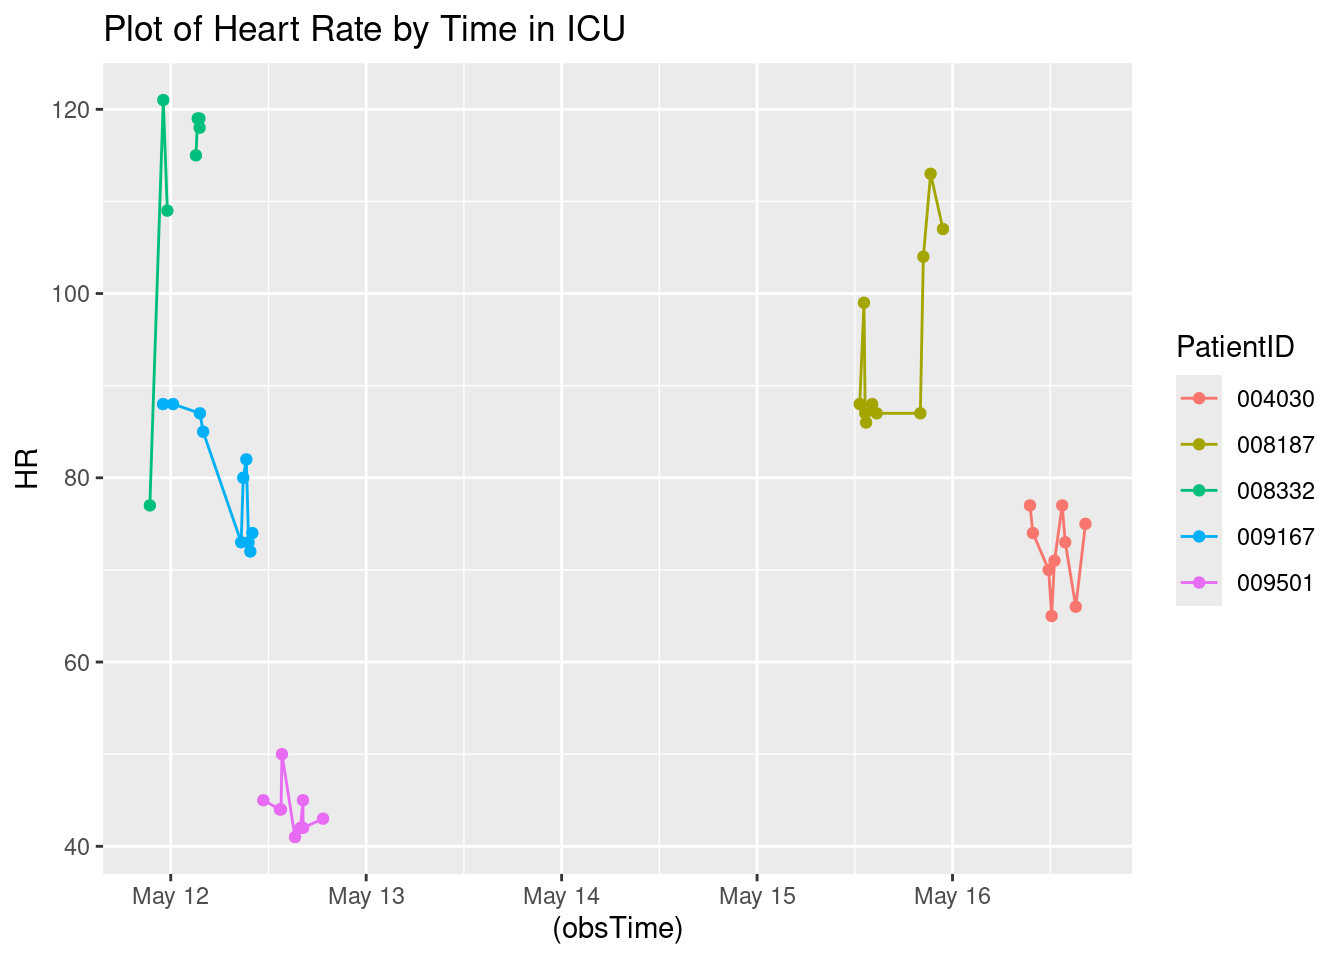 Plot of Heart Rate by Time in ICU
120
100
80
60
40
HR
May 12
May 13
May 14
May 15
May 16
(obsTime)
PatientID
004030
008187
008332
009167
009501